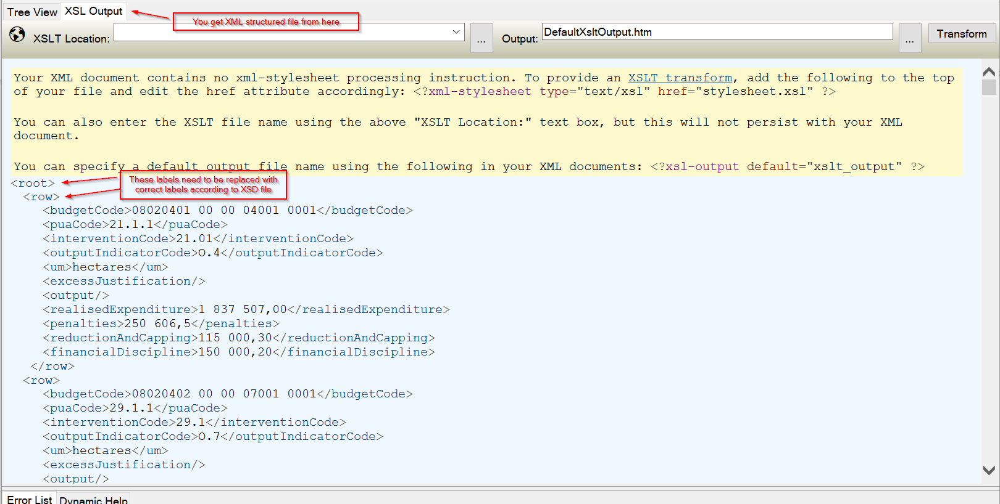 Tree View XSL Output
You get XML structured file from here
XSLT Location: ... Output: DefaultXsltOutput.htm ... Transform
Your XML document contains no xml-stylesheet processing instruction. To provide an XSLT transform, add the following to the top
of your file and edit the href attribute accordingly: <?xml-stylesheet type="text/xsl" href="stylesheet.xsl" ?>
You can also enter the XSLT file name using the above "XSLT Location:" text box, but this will not persist with your XML
document.
You can specify a default output file name using the following in your XML documents: <?xsl-output default="xslt_output" ?>
<root>
These labels need to be replaced with
correct labels according to XSD file
<row>
<budgetCode>08020401 00 00 04001 0001</budgetCode>
<puaCode>21.1.1</puaCode>
<interventionCode>21.01</interventionCode>
<outputIndicatorCode>O.4</outputIndicatorCode>
<um>hectares</um>
<excessJustification/>
<output/>
<realisedExpenditure>1 837 507,00</realisedExpenditure>
<penalties>250 606,5</penalties>
<reductionAndCapping>115 000,30</reductionAndCapping>
<financialDiscipline>150 000,20</financialDiscipline>
</row>
<row>
<budgetCode>08020402 00 00 07001 0001</budgetCode>
<puaCode>29.1.1</puaCode>
<interventionCode>29.1</interventionCode>
<outputIndicatorCode>O.7</outputIndicatorCode>
<um>hectares</um>
<excessJustification/>
<output/>
Error List Dynamic Help